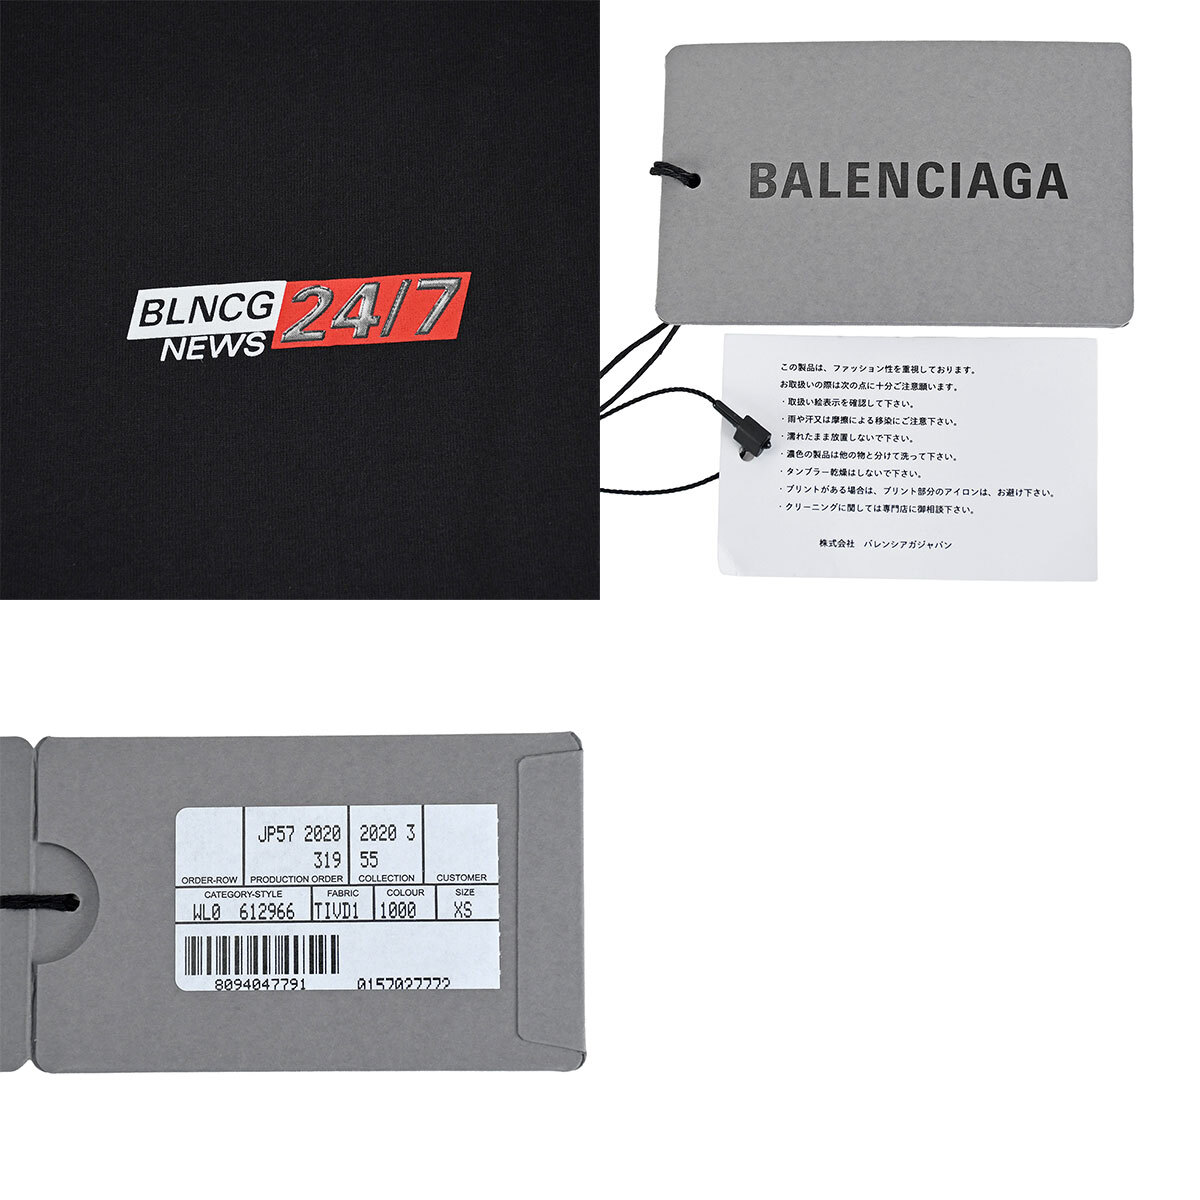 BLNCG 24/7
NEWS
BALENCIAGA
この製品は、ファッション性を重視しております。
お取扱いの際は次の点に十分ご注意願います。
・取扱い絵表示を確認して下さい。
・雨や汗又は摩擦による移染にご注意下さい。
・濡れたまま放置しないで下さい。
・濃色の製品は他の物と分けて洗って下さい。
・タンブラー乾燥はしないで下さい。
・プリントがある場合は、プリント部分のアイロンは、お避け下さい。
・クリーニングに関しては専門店に御相談下さい。
株式会社 バレンシアガジャパン
JP57 2020 2020 3
319 55
ORDER-ROW PRODUCTION ORDER COLLECTION CUSTOMER
CATEGORY-STYLE FABRIC COLOUR SIZE
WL0 612966 TIVD1 1000 XS
8094047791 0157027772